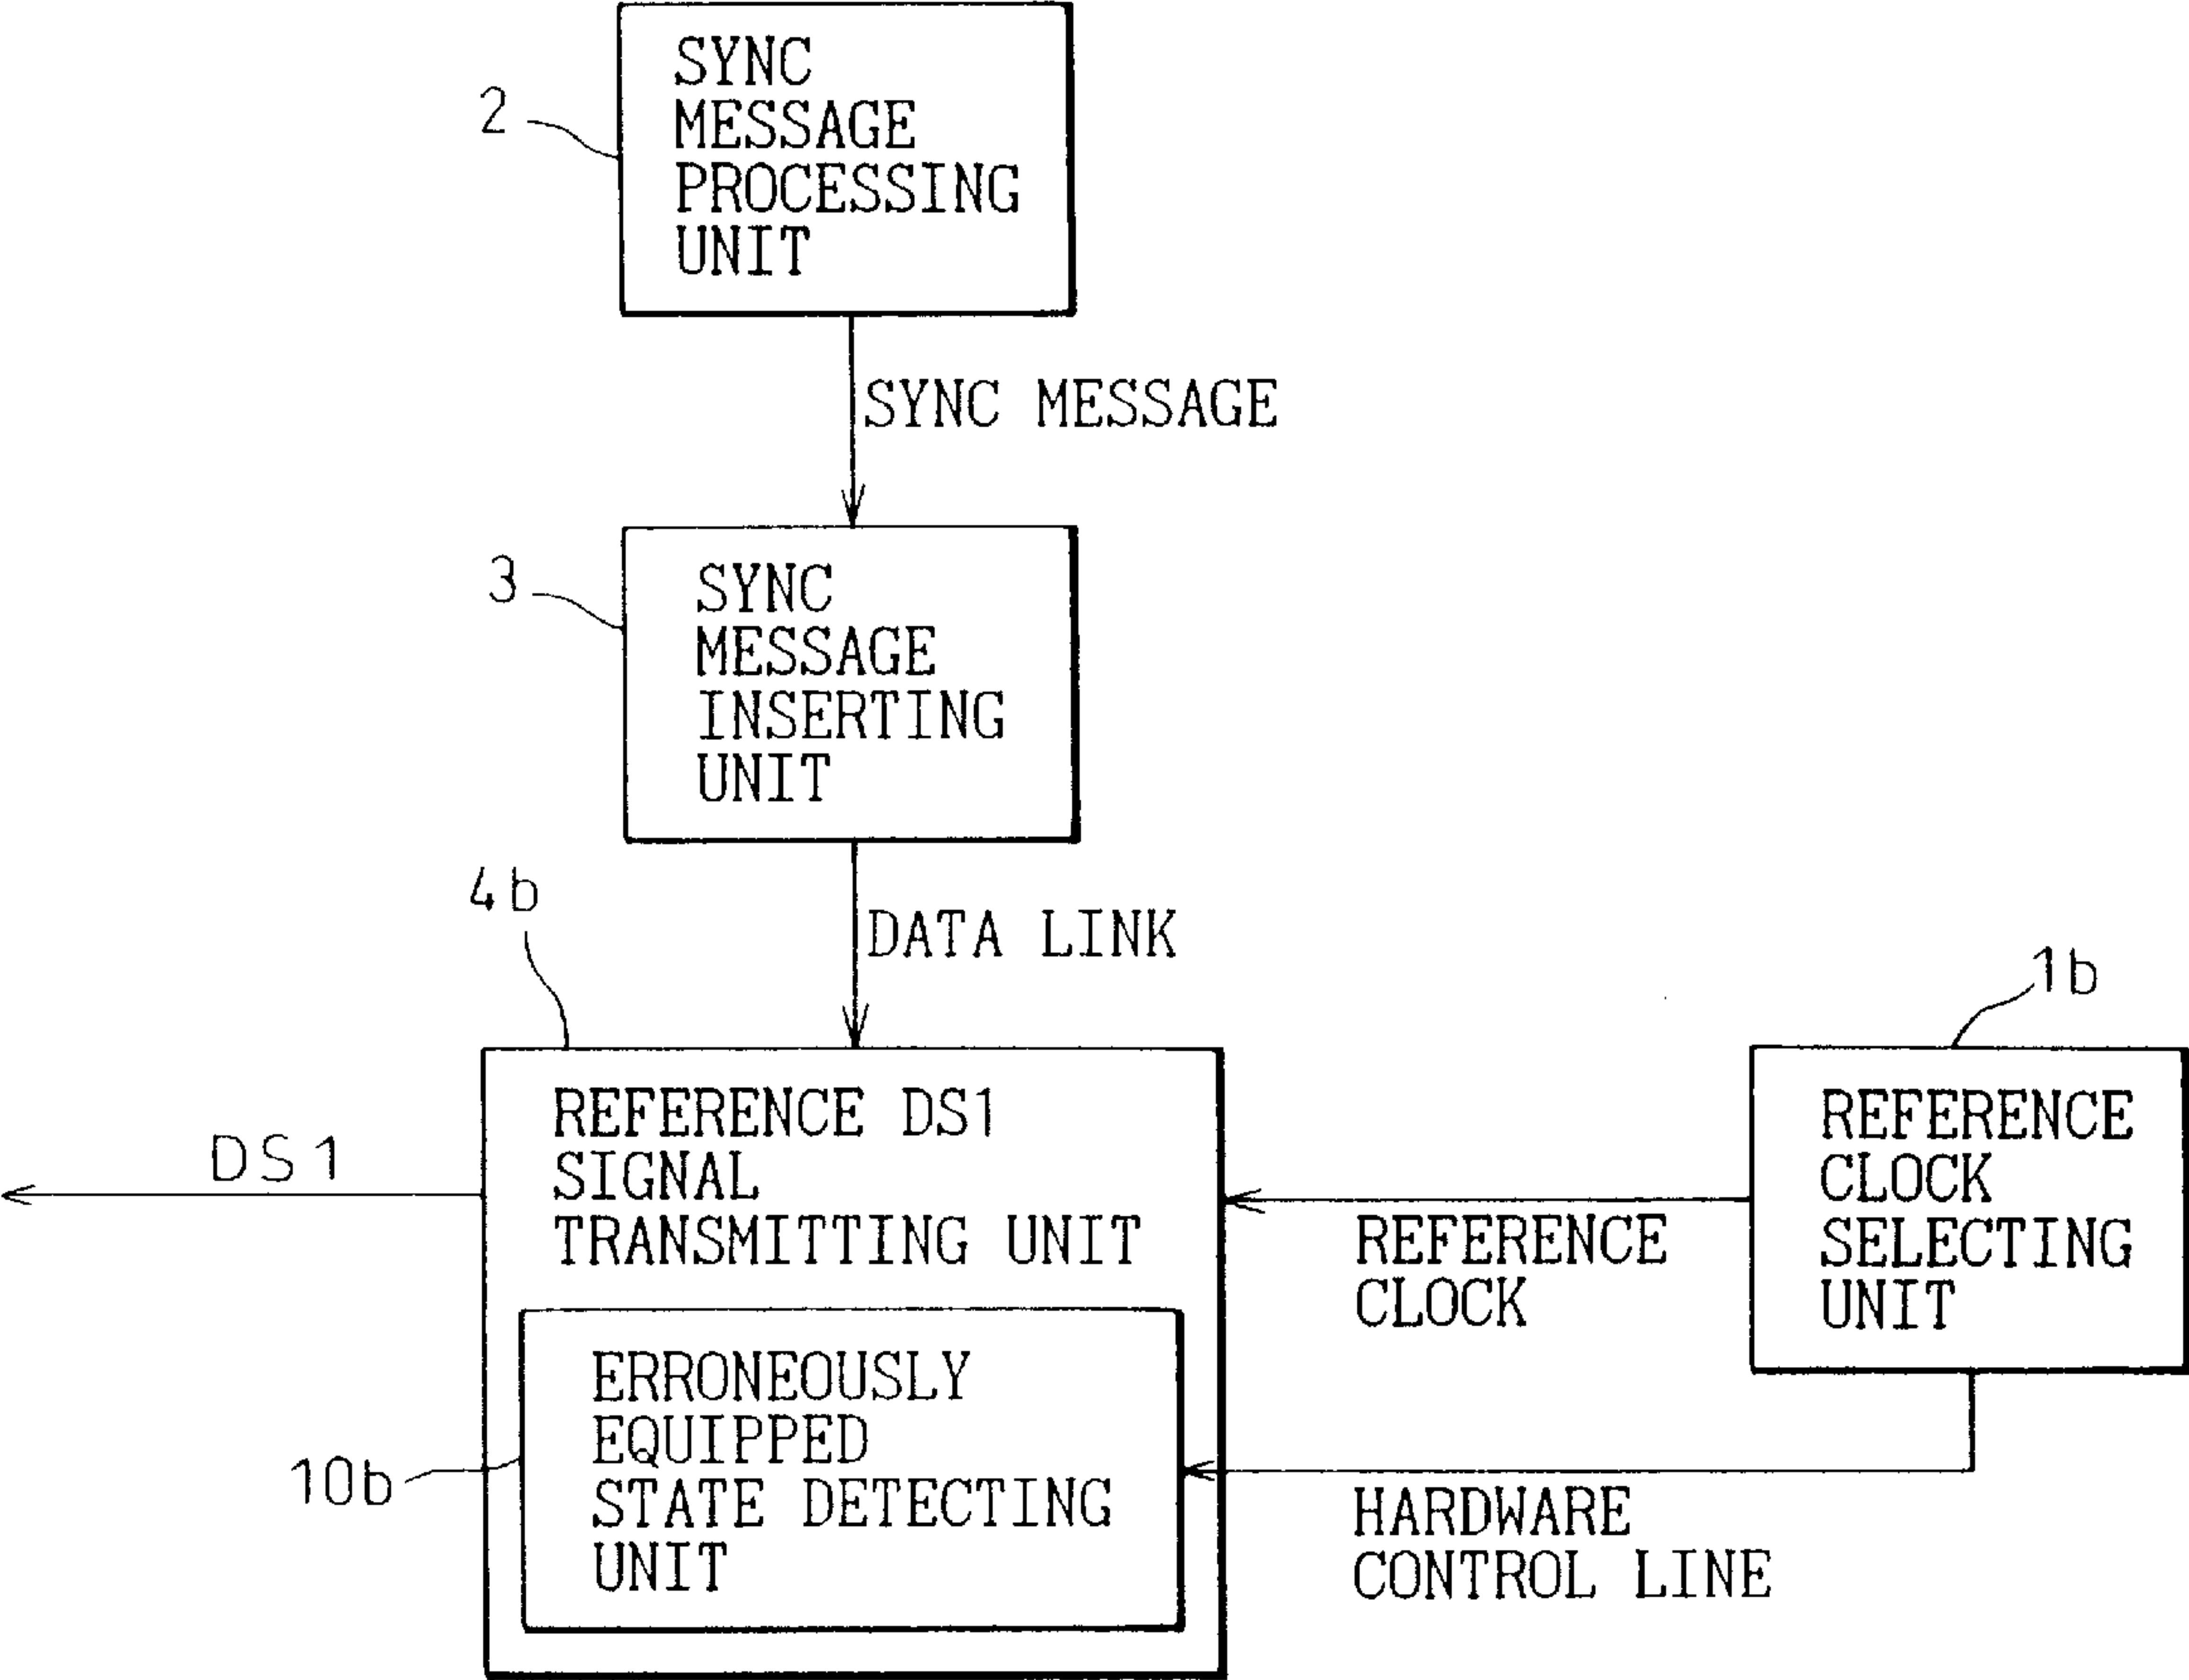 2
SYNC
MESSAGE
PROCESSING
UNIT
SYNC MESSAGE
3
SYNC
MESSAGE
INSERTING
UNIT
4b
DATA LINK
1b
REFERENCE DS1
SIGNAL
TRANSMITTING UNIT
DS1
REFERENCE
CLOCK
REFERENCE
CLOCK
SELECTING
UNIT
10b
ERRONEOUSLY
EQUIPPED
STATE DETECTING
UNIT
HARDWARE
CONTROL LINE